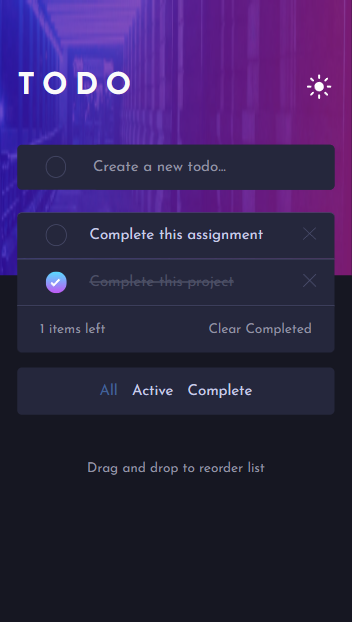 TODO
Create a new todo...
Complete this assignment
Complete this project
1 items left Clear Completed
All Active Complete
Drag and drop to reorder list